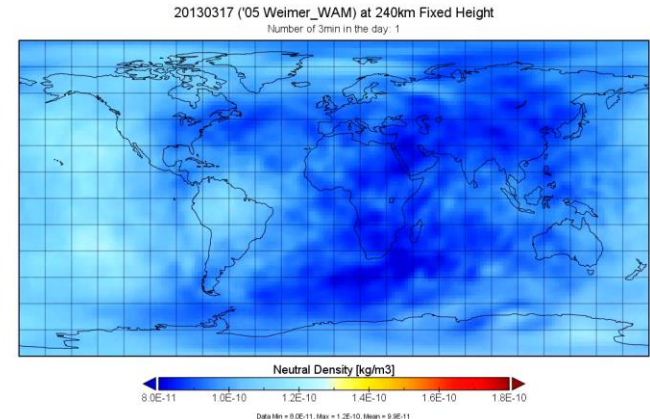 20130317 ('05 Weimer_WAM) at 240km Fixed Height
Number of 3min in the day: 1
Neutral Density [kg/m3]
8.0E-11 1.0E-10 1.2E-10 1.4E-10 1.6E-10 1.8E-10
Data Min = 8.0E-11, Max = 1.2E-10, Mean = 9.9E-11